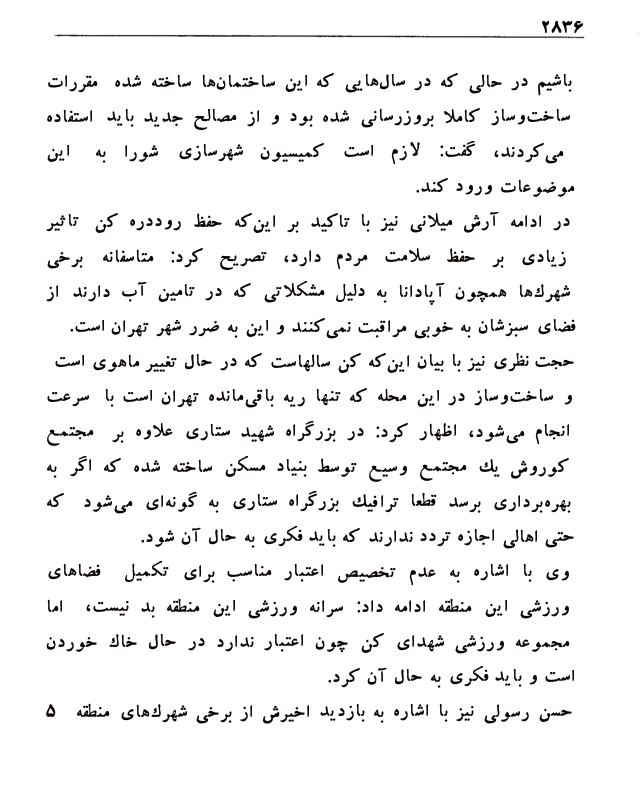 ۲۸۳۶
باشیم در حالی که در سال‌هایی که این ساختمان‌ها ساخته شده مقررات
ساخت‌وساز کاملا بروزرسانی شده بود و از مصالح جدید باید استفاده
می‌کردند، گفت: لازم است کمیسیون شهرسازی شورا به این
موضوعات ورود کند.
در ادامه آرش میلانی نیز با تاکید بر این‌که حفظ روددره کن تاثیر
زیادی بر حفظ سلامت مردم دارد، تصریح کرد: متاسفانه برخی
شهرك‌ها همچون آپادانا به دلیل مشکلاتی که در تامین آب دارند از
فضای سبزشان به خوبی مراقبت نمی‌کنند و این به ضرر شهر تهران است.
حجت نظری نیز با بیان این‌که کن سالهاست که در حال تغییر ماهوی است
و ساخت‌وساز در این محله که تنها ریه باقی‌مانده تهران است با سرعت
انجام می‌شود، اظهار کرد: در بزرگراه شهید ستاری علاوه بر مجتمع
کوروش یك مجتمع وسیع توسط بنیاد مسکن ساخته شده که اگر به
بهره‌برداری برسد قطعا ترافیك بزرگراه ستاری به گونه‌ای می‌شود که
حتی اهالی اجازه تردد ندارند که باید فکری به حال آن شود.
وی با اشاره به عدم تخصیص اعتبار مناسب برای تکمیل فضاهای
ورزشی این منطقه ادامه داد: سرانه ورزشی این منطقه بد نیست، اما
مجموعه ورزشی شهدای کن چون اعتبار ندارد در حال خاك خوردن
است و باید فکری به حال آن کرد.
حسن رسولی نیز با اشاره به بازدید اخیرش از برخی شهرك‌های منطقه ۵